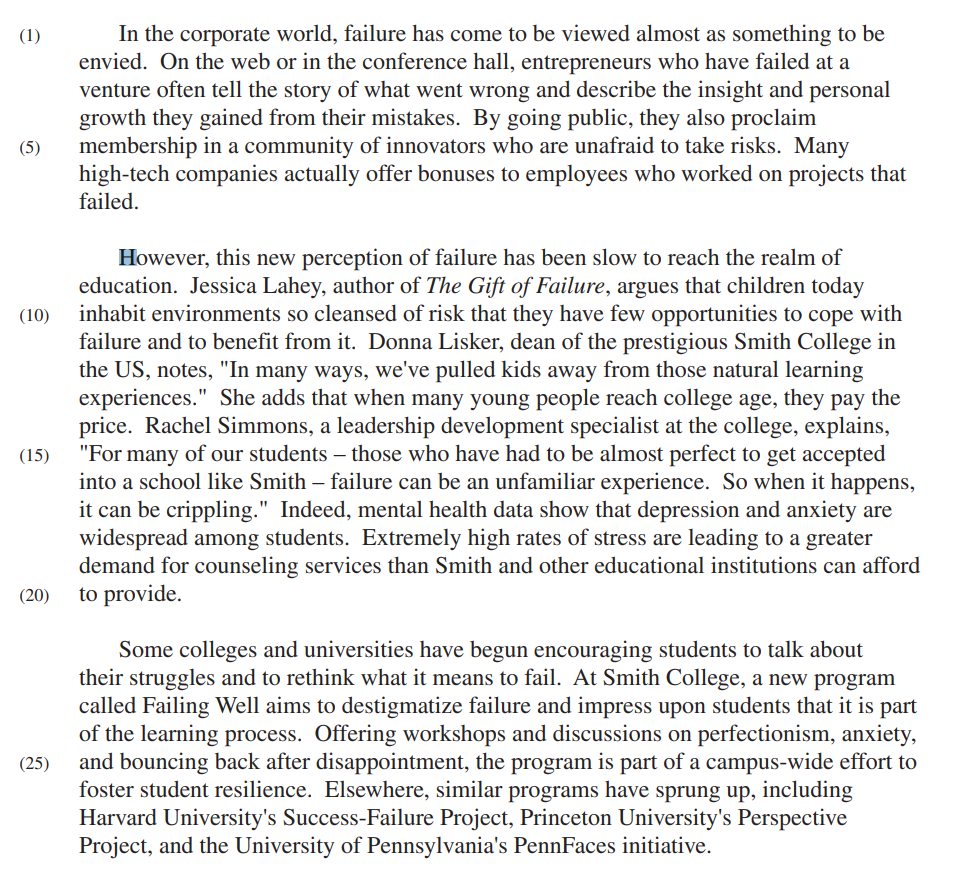 (1) In the corporate world, failure has come to be viewed almost as something to be
envied. On the web or in the conference hall, entrepreneurs who have failed at a
venture often tell the story of what went wrong and describe the insight and personal
growth they gained from their mistakes. By going public, they also proclaim
(5) membership in a community of innovators who are unafraid to take risks. Many
high-tech companies actually offer bonuses to employees who worked on projects that
failed.
However, this new perception of failure has been slow to reach the realm of
education. Jessica Lahey, author of The Gift of Failure, argues that children today
(10) inhabit environments so cleansed of risk that they have few opportunities to cope with
failure and to benefit from it. Donna Lisker, dean of the prestigious Smith College in
the US, notes, "In many ways, we've pulled kids away from those natural learning
experiences." She adds that when many young people reach college age, they pay the
price. Rachel Simmons, a leadership development specialist at the college, explains,
(15) "For many of our students – those who have had to be almost perfect to get accepted
into a school like Smith – failure can be an unfamiliar experience. So when it happens,
it can be crippling." Indeed, mental health data show that depression and anxiety are
widespread among students. Extremely high rates of stress are leading to a greater
demand for counseling services than Smith and other educational institutions can afford
(20) to provide.
Some colleges and universities have begun encouraging students to talk about
their struggles and to rethink what it means to fail. At Smith College, a new program
called Failing Well aims to destigmatize failure and impress upon students that it is part
of the learning process. Offering workshops and discussions on perfectionism, anxiety,
(25) and bouncing back after disappointment, the program is part of a campus-wide effort to
foster student resilience. Elsewhere, similar programs have sprung up, including
Harvard University's Success-Failure Project, Princeton University's Perspective
Project, and the University of Pennsylvania's PennFaces initiative.